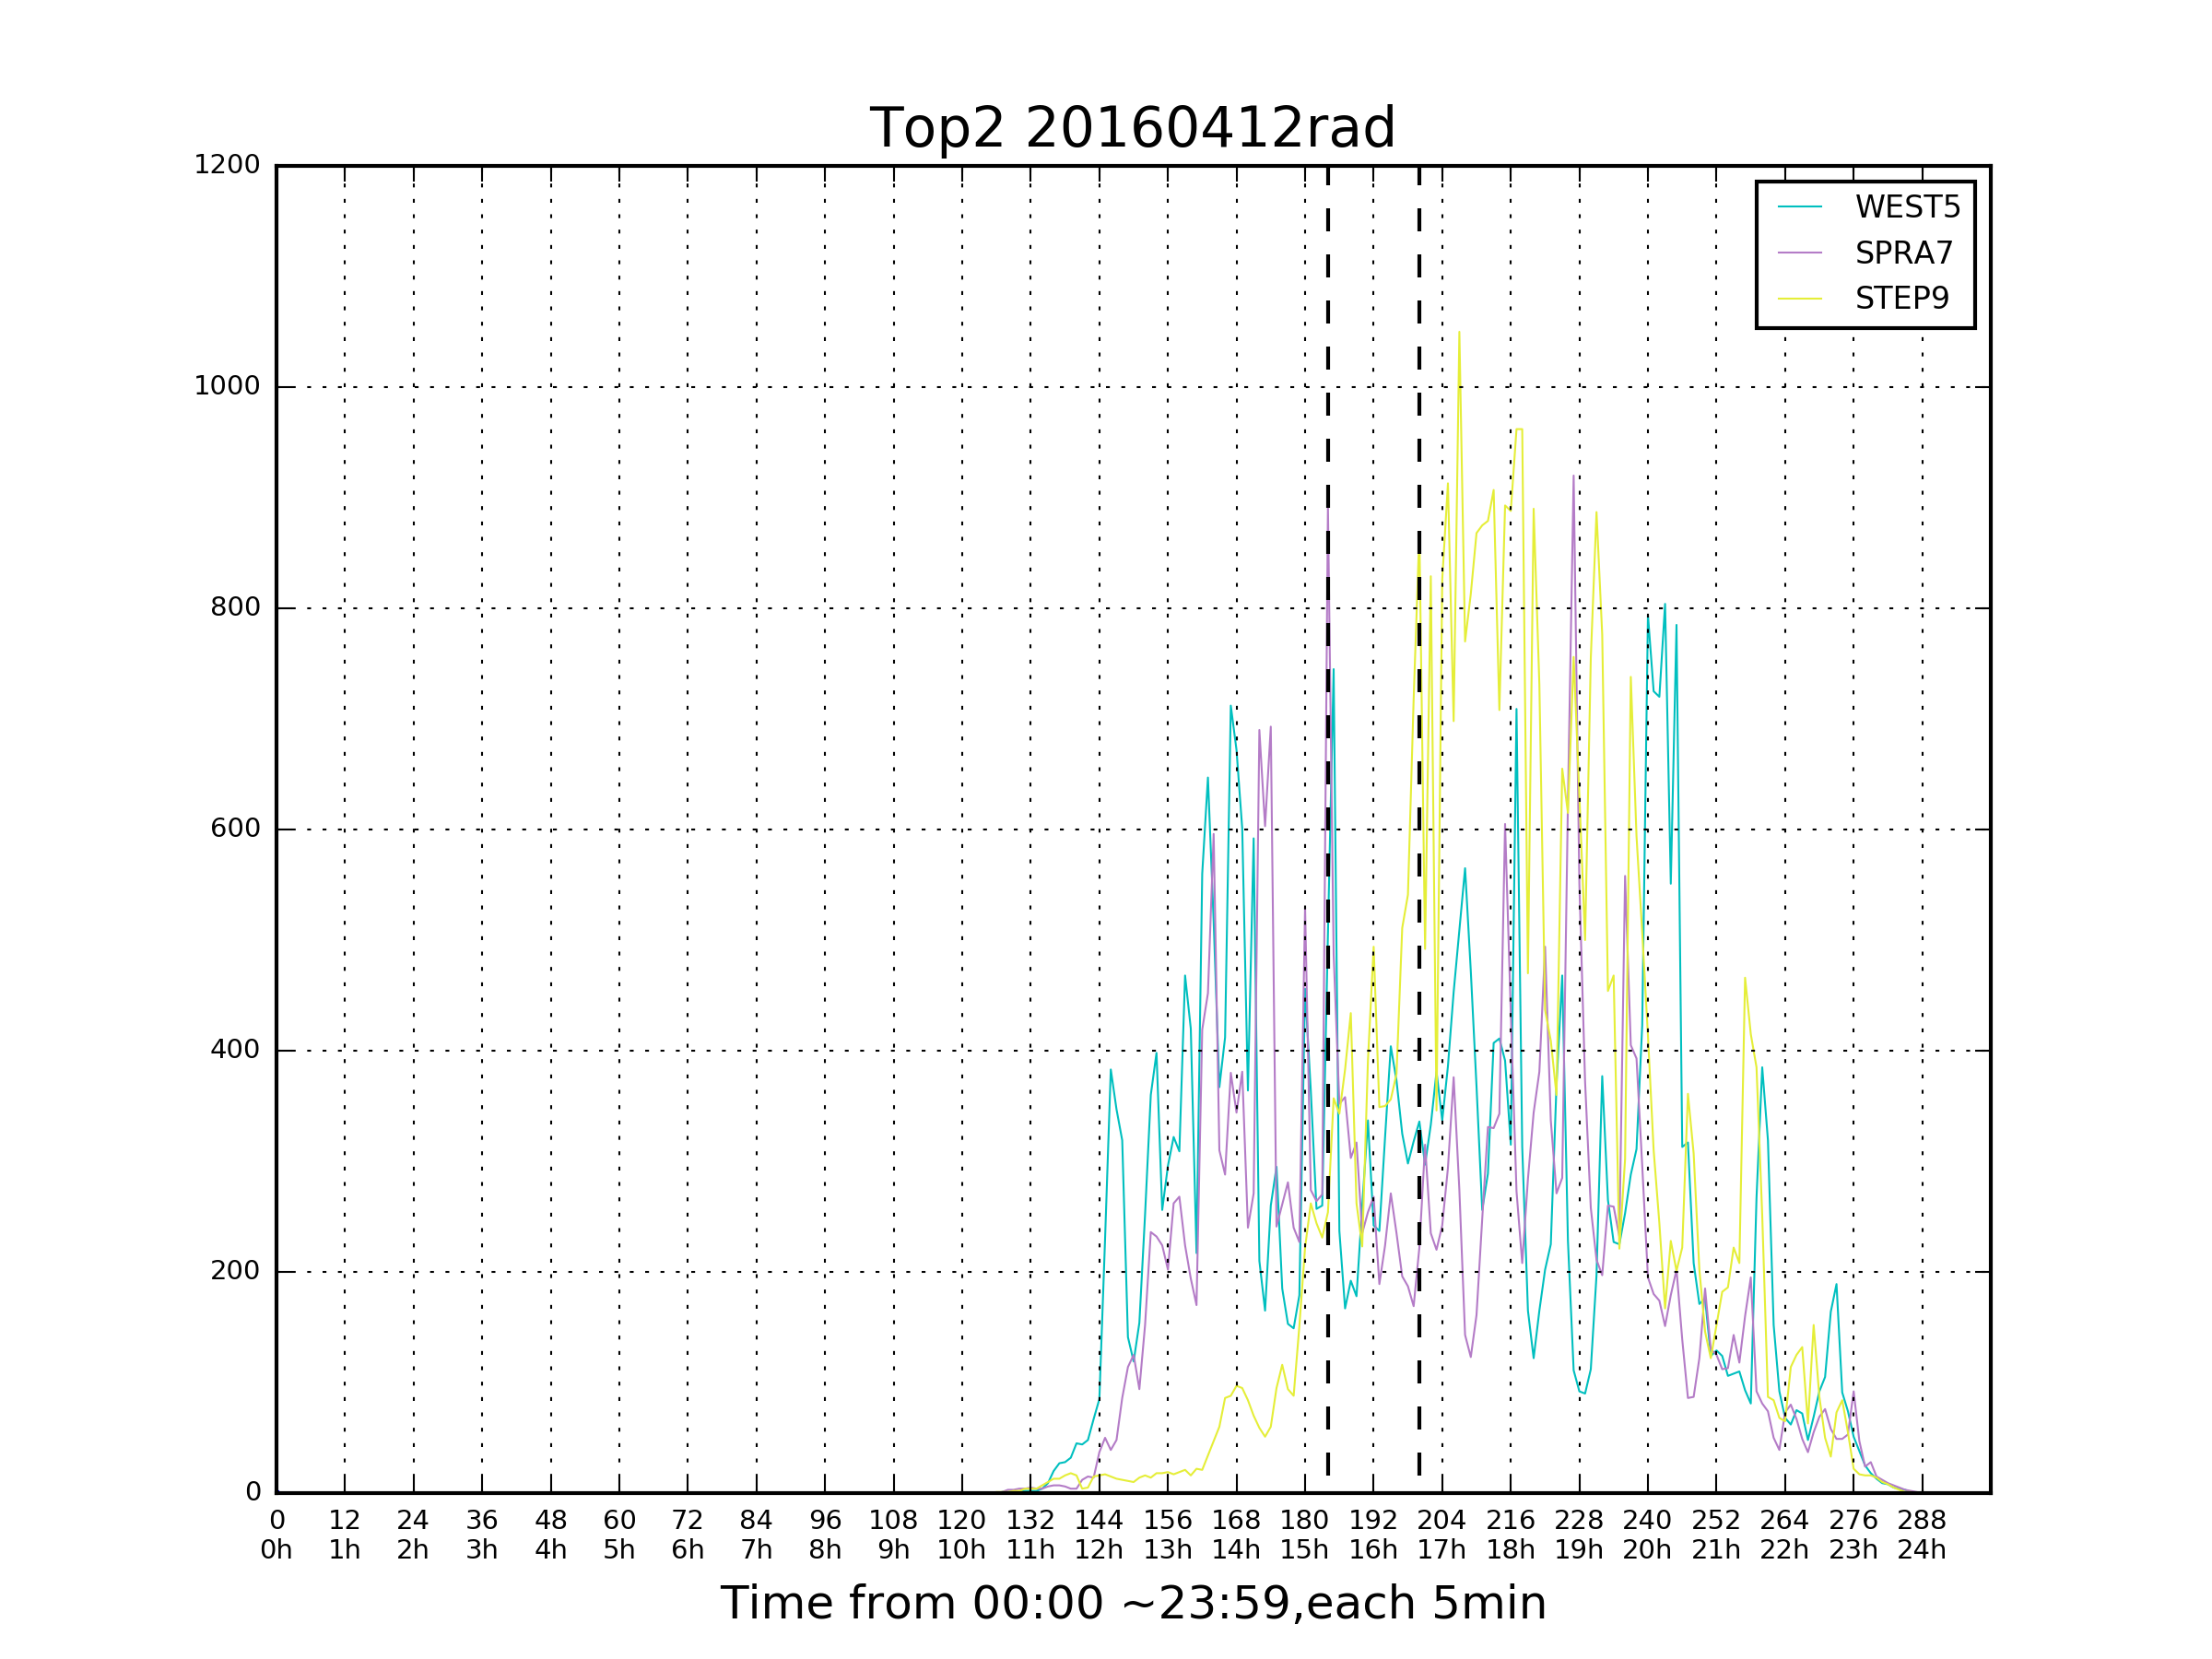 Top2 20160412rad
1200
1000
800
600
400
200
0
WEST5
SPRA7
STEP9
0 12 24 36 48 60 72 84 96 108 120 132 144 156 168 180 192 204 216 228 240 252 264 276 288
0h 1h 2h 3h 4h 5h 6h 7h 8h 9h 10h 11h 12h 13h 14h 15h 16h 17h 18h 19h 20h 21h 22h 23h 24h
Time from 00:00 ~23:59,each 5min